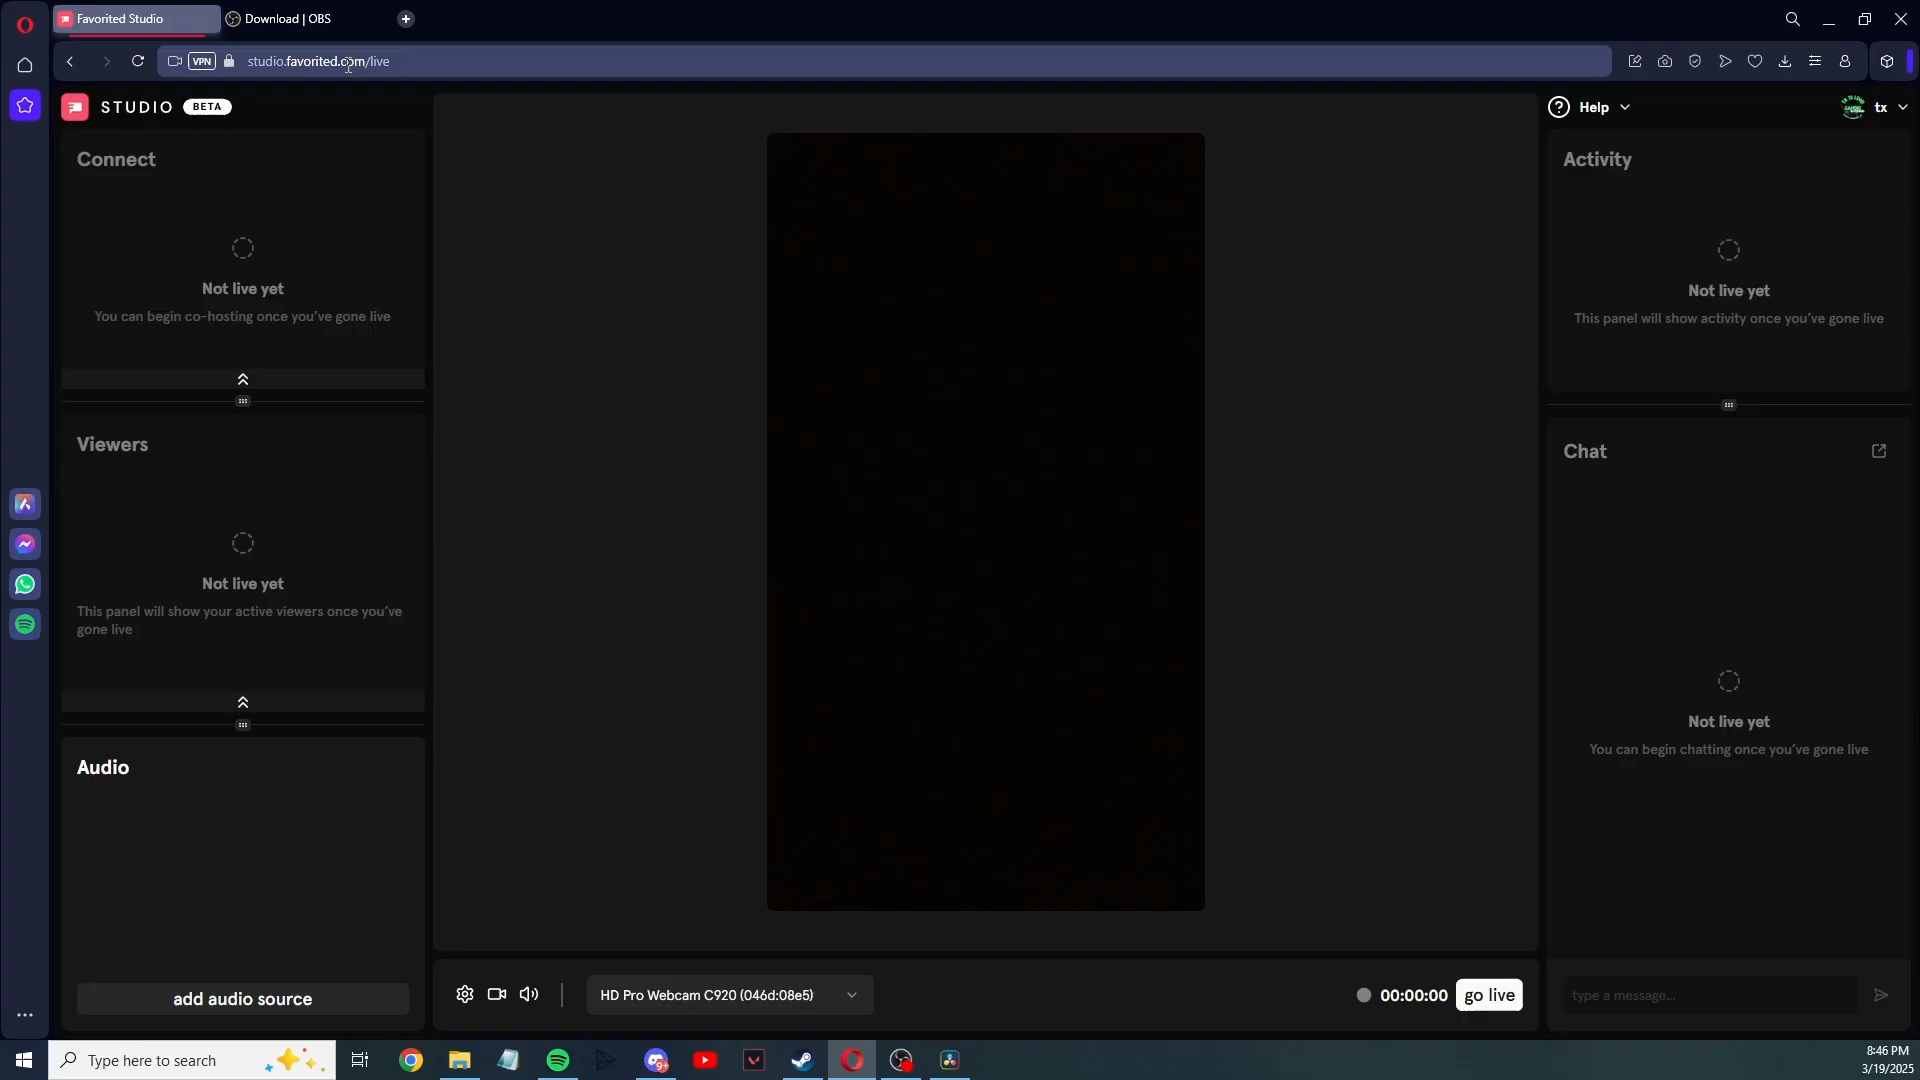 Favorited Studio
Download | OBS
VPN
studio.favorited.com/live
STUDIO
BETA
Help
tx
Connect
Not live yet
You can begin co-hosting once you've gone live
Viewers
Not live yet
This panel will show your active viewers once you've
gone live
Audio
add audio source
HD Pro Webcam C920 (046d:08e5)
00:00:00
go live
Activity
Not live yet
This panel will show activity once you've gone live
Chat
Not live yet
You can begin chatting once you've gone live
type a message...
Type here to search
9+
8:46 PM
3/19/2025